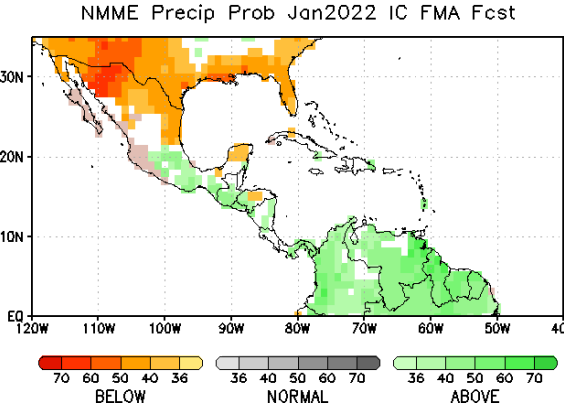 NMME Precip Prob Jan2022 IC FMA Fcst
30N
20N
10N
EQ
120W 110W 100W 90W 80W 70W 60W 50W 40
70 60 50 40 36 36 40 50 60 70 36 40 50 60 70
BELOW NORMAL ABOVE